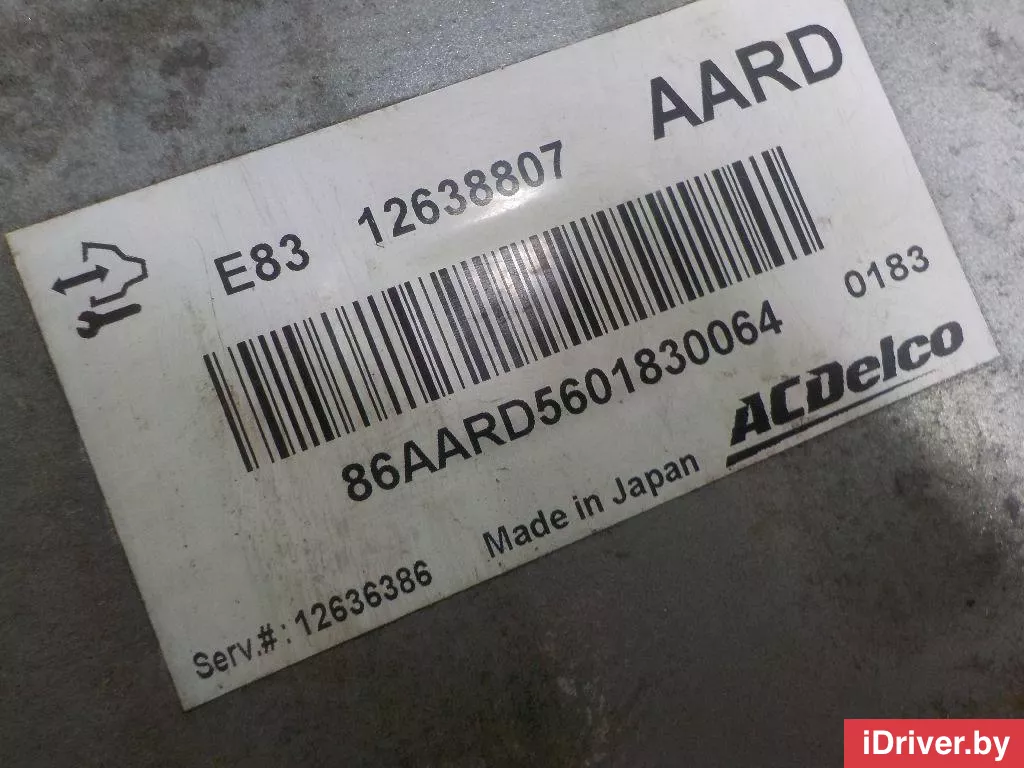 AARD
E83 12638807
0183
86AARD5601830064
ACDelco
Made in Japan
Serv.#: 12636386
iDriver.by